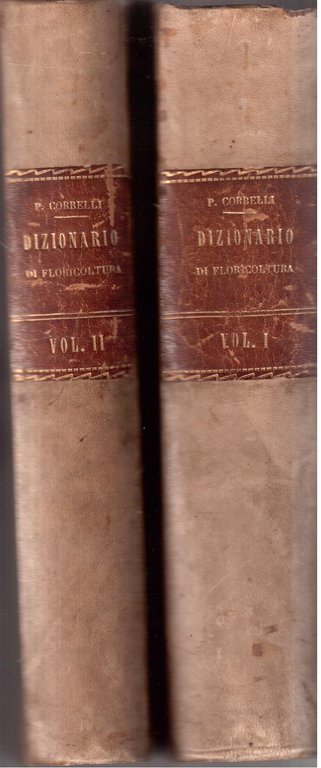 P. CORBELLI
DIZIONARIO
DI FLORICOLTURA
VOL. II
P. CORBELLI
DIZIONARIO
DI FLORICOLTURA
VOL. I